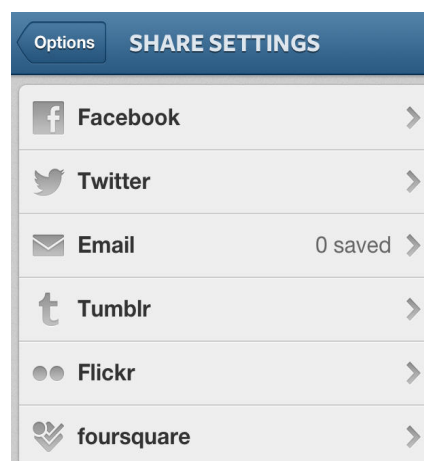 Options SHARE SETTINGS
Facebook
Twitter
Email 0 saved
Tumblr
Flickr
foursquare